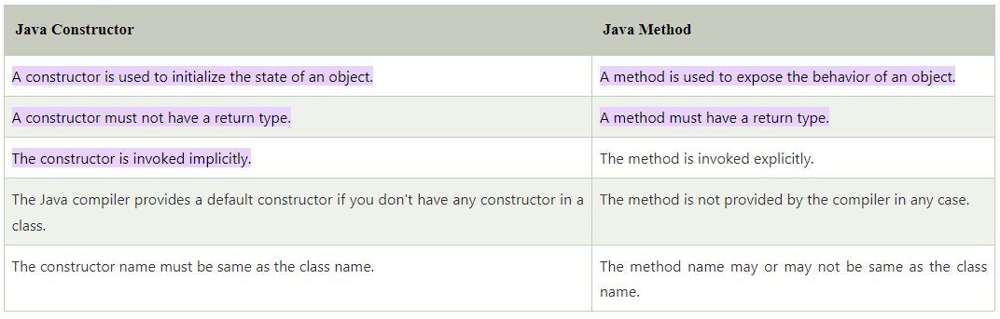 Java Constructor
Java Method
A constructor is used to initialize the state of an object.
A method is used to expose the behavior of an object.
A constructor must not have a return type.
A method must have a return type.
The constructor is invoked implicitly.
The method is invoked explicitly.
The Java compiler provides a default constructor if you don't have any constructor in a
class.
The method is not provided by the compiler in any case.
The constructor name must be same as the class name.
The method name may or may not be same as the class
name.